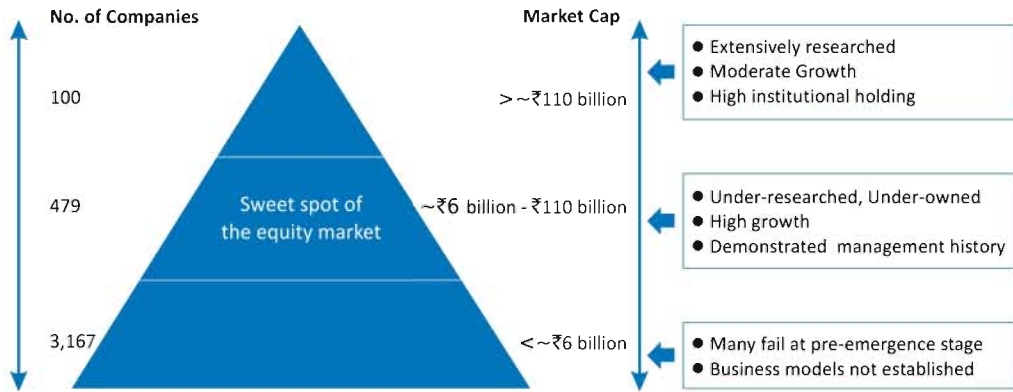 No. of Companies
Market Cap
100
>~₹110 billion
● Extensively researched
● Moderate Growth
● High institutional holding
479
Sweet spot of
the equity market
~₹6 billion - ₹110 billion
● Under-researched, Under-owned
● High growth
● Demonstrated management history
3,167
<~₹6 billion
● Many fail at pre-emergence stage
● Business models not established